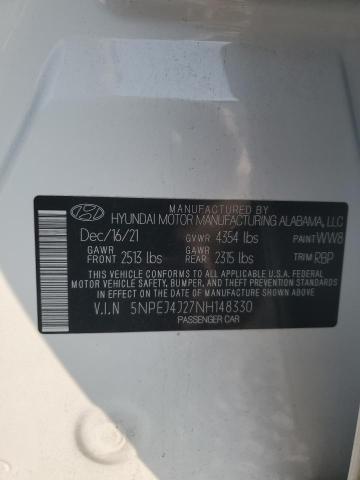 MANUFACTURED BY
HYUNDAI MOTOR MANUFACTURING ALABAMA, LLC
Dec/16/21 GVWR 4354 lbs PAINT WW8
GAWR FRONT 2513 lbs GAWR REAR 2315 lbs TRIM RBP
THIS VEHICLE CONFORMS TO ALL APPLICABLE U.S.A. FEDERAL
MOTOR VEHICLE SAFETY, BUMPER, AND THEFT PREVENTION STANDARDS
IN EFFECT ON THE DATE OF MANUFACTURE SHOWN ABOVE.
V.I.N 5NPEJ4J27NH148330
PASSENGER CAR